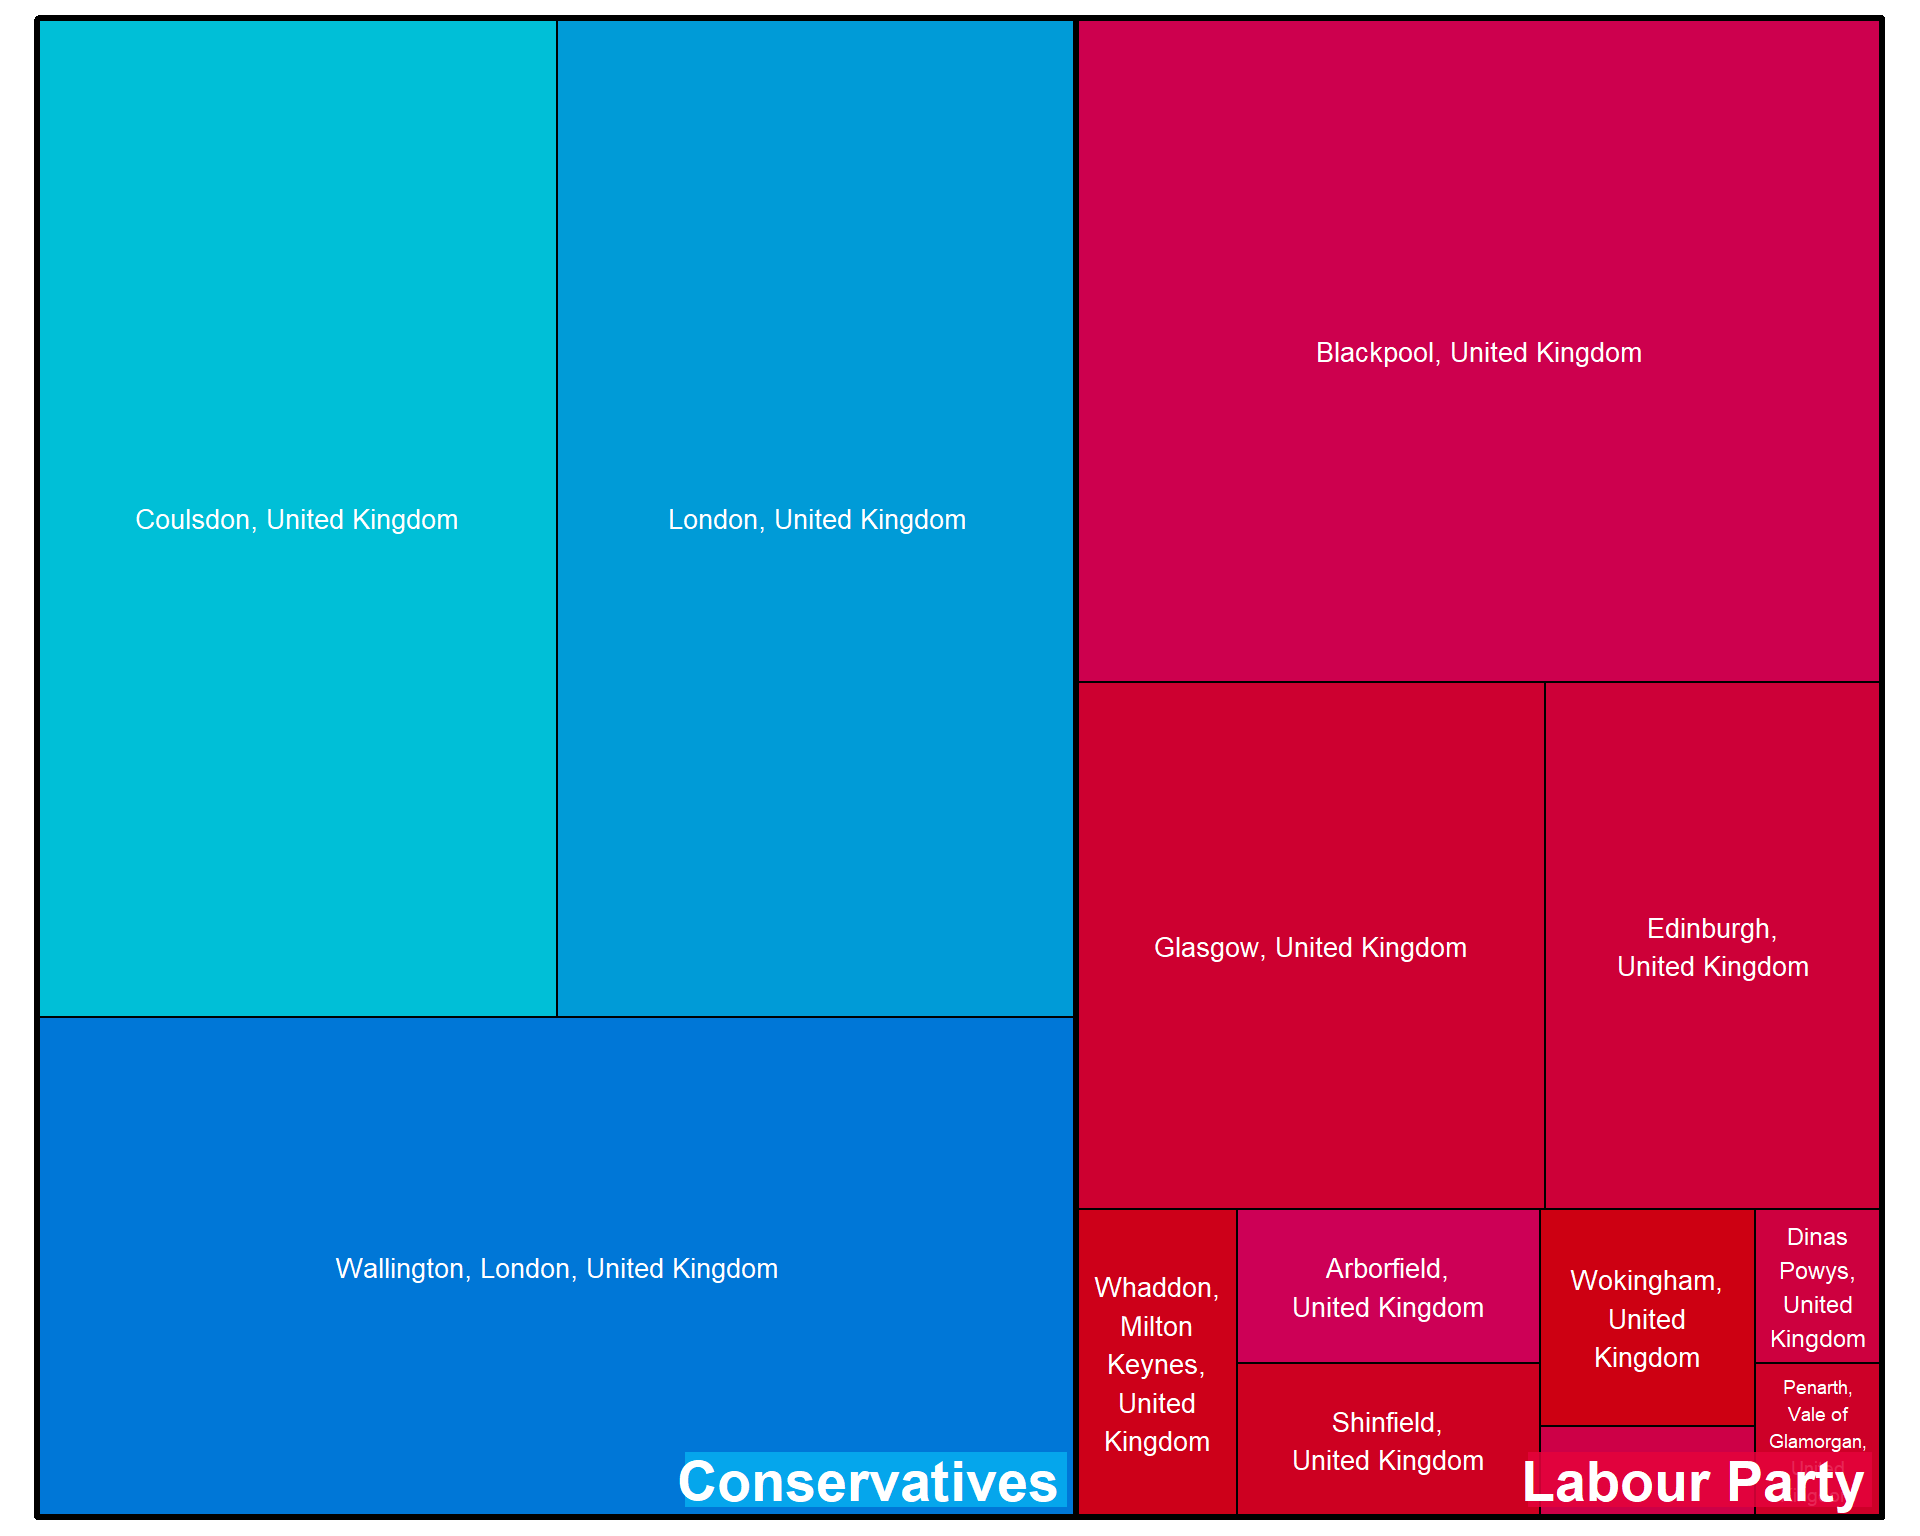 Coulsdon, United Kingdom
London, United Kingdom
Wallington, London, United Kingdom
Conservatives
Blackpool, United Kingdom
Glasgow, United Kingdom
Edinburgh,
United Kingdom
Whaddon,
Milton
Keynes,
United
Kingdom
Arborfield,
United Kingdom
Shinfield,
United Kingdom
Wokingham,
United
Kingdom
Dinas
Powys,
United
Kingdom
Penarth,
Vale of
Glamorgan,
United
Labour Party